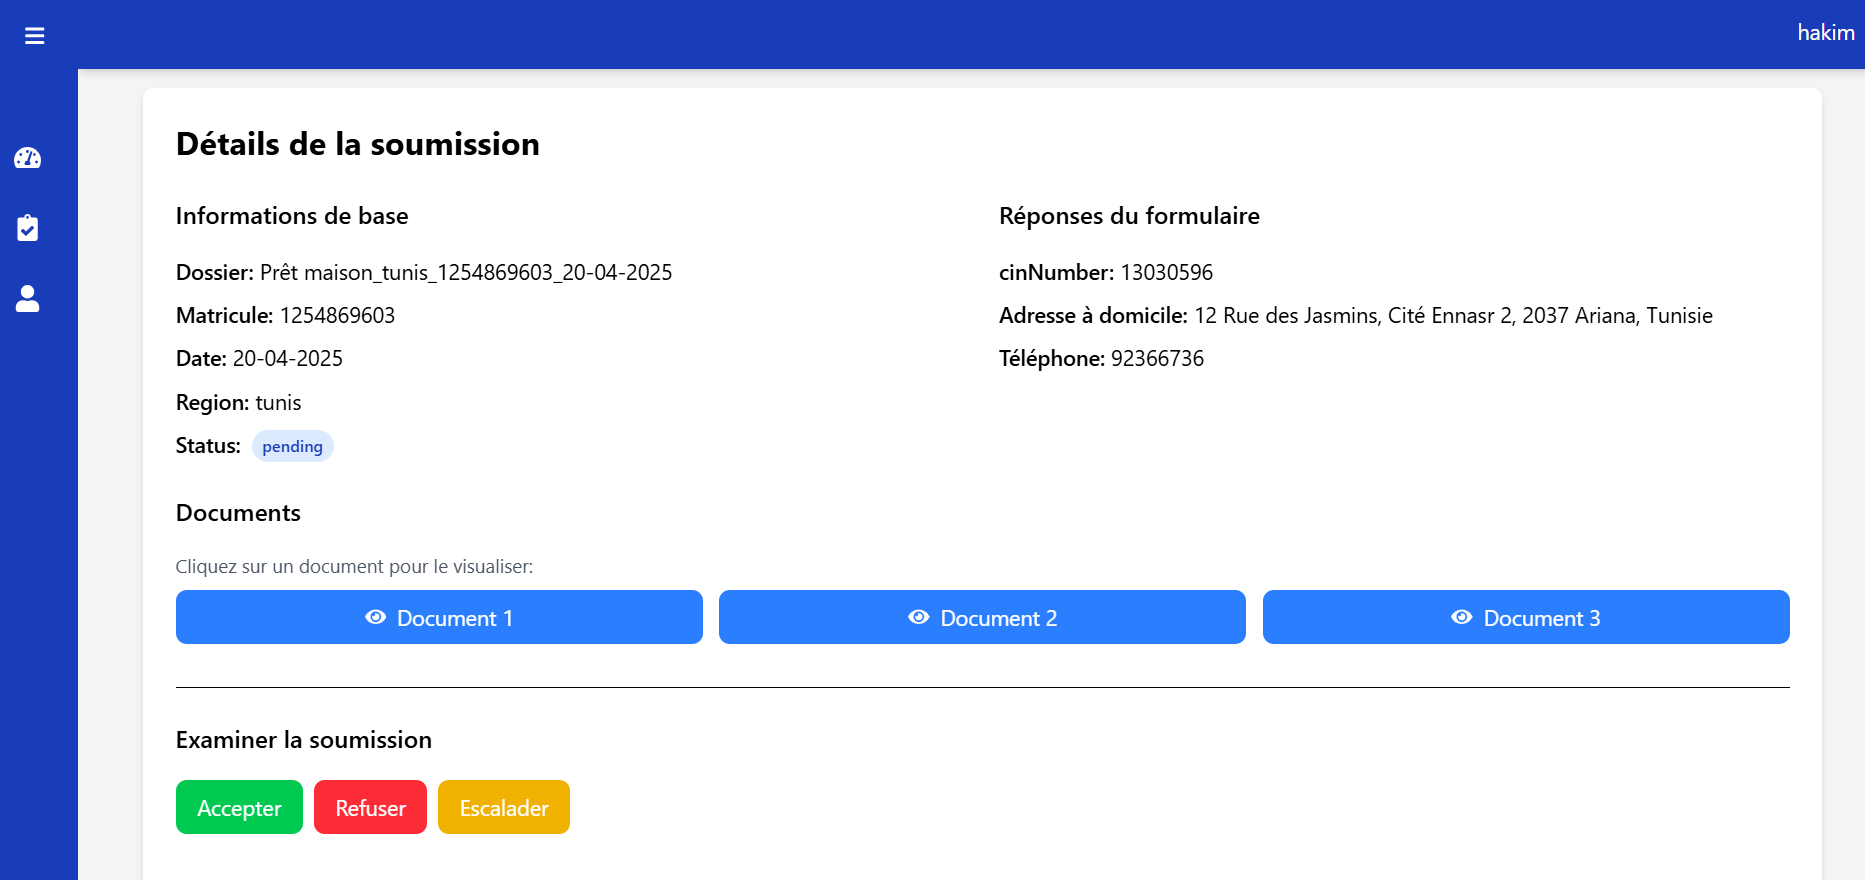 hakim
Détails de la soumission
Informations de base
Dossier: Prêt maison_tunis_1254869603_20-04-2025
Matricule: 1254869603
Date: 20-04-2025
Region: tunis
Status: pending
Réponses du formulaire
cinNumber: 13030596
Adresse à domicile: 12 Rue des Jasmins, Cité Ennasr 2, 2037 Ariana, Tunisie
Téléphone: 92366736
Documents
Cliquez sur un document pour le visualiser:
Document 1
Document 2
Document 3
Examiner la soumission
Accepter
Refuser
Escalader